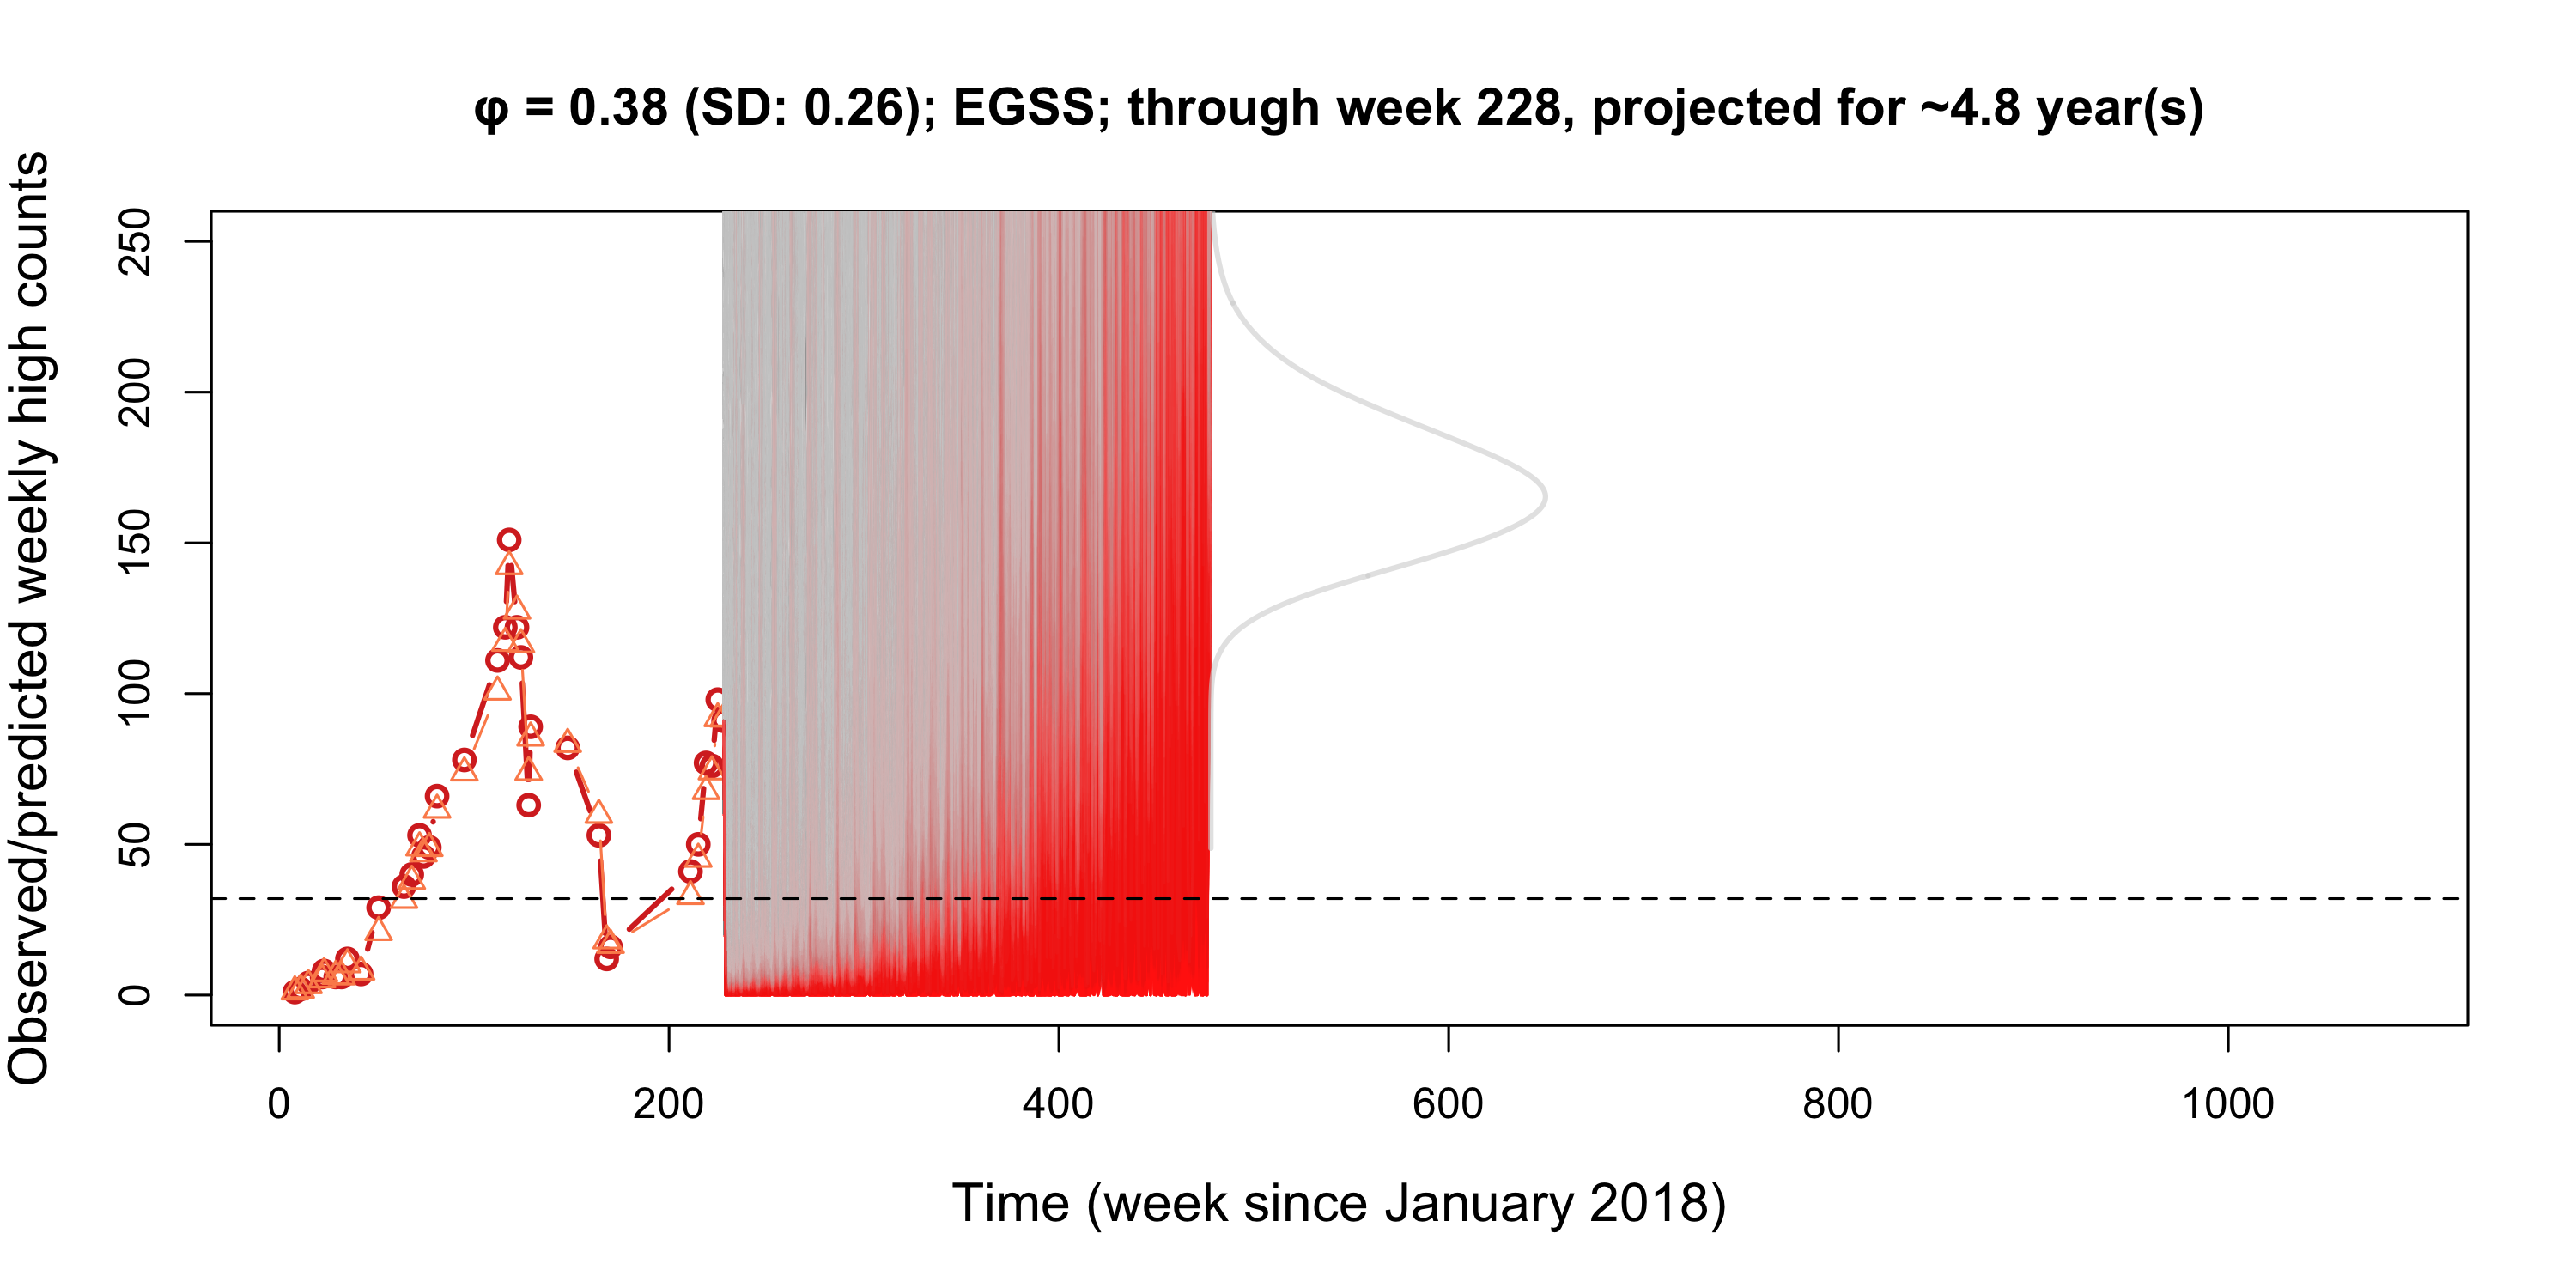 φ = 0.38 (SD: 0.26); EGSS; through week 228, projected for ~4.8 year(s)
Observed/predicted weekly high counts
250
200
150
100
50
0
0 200 400 600 800 1000
Time (week since January 2018)